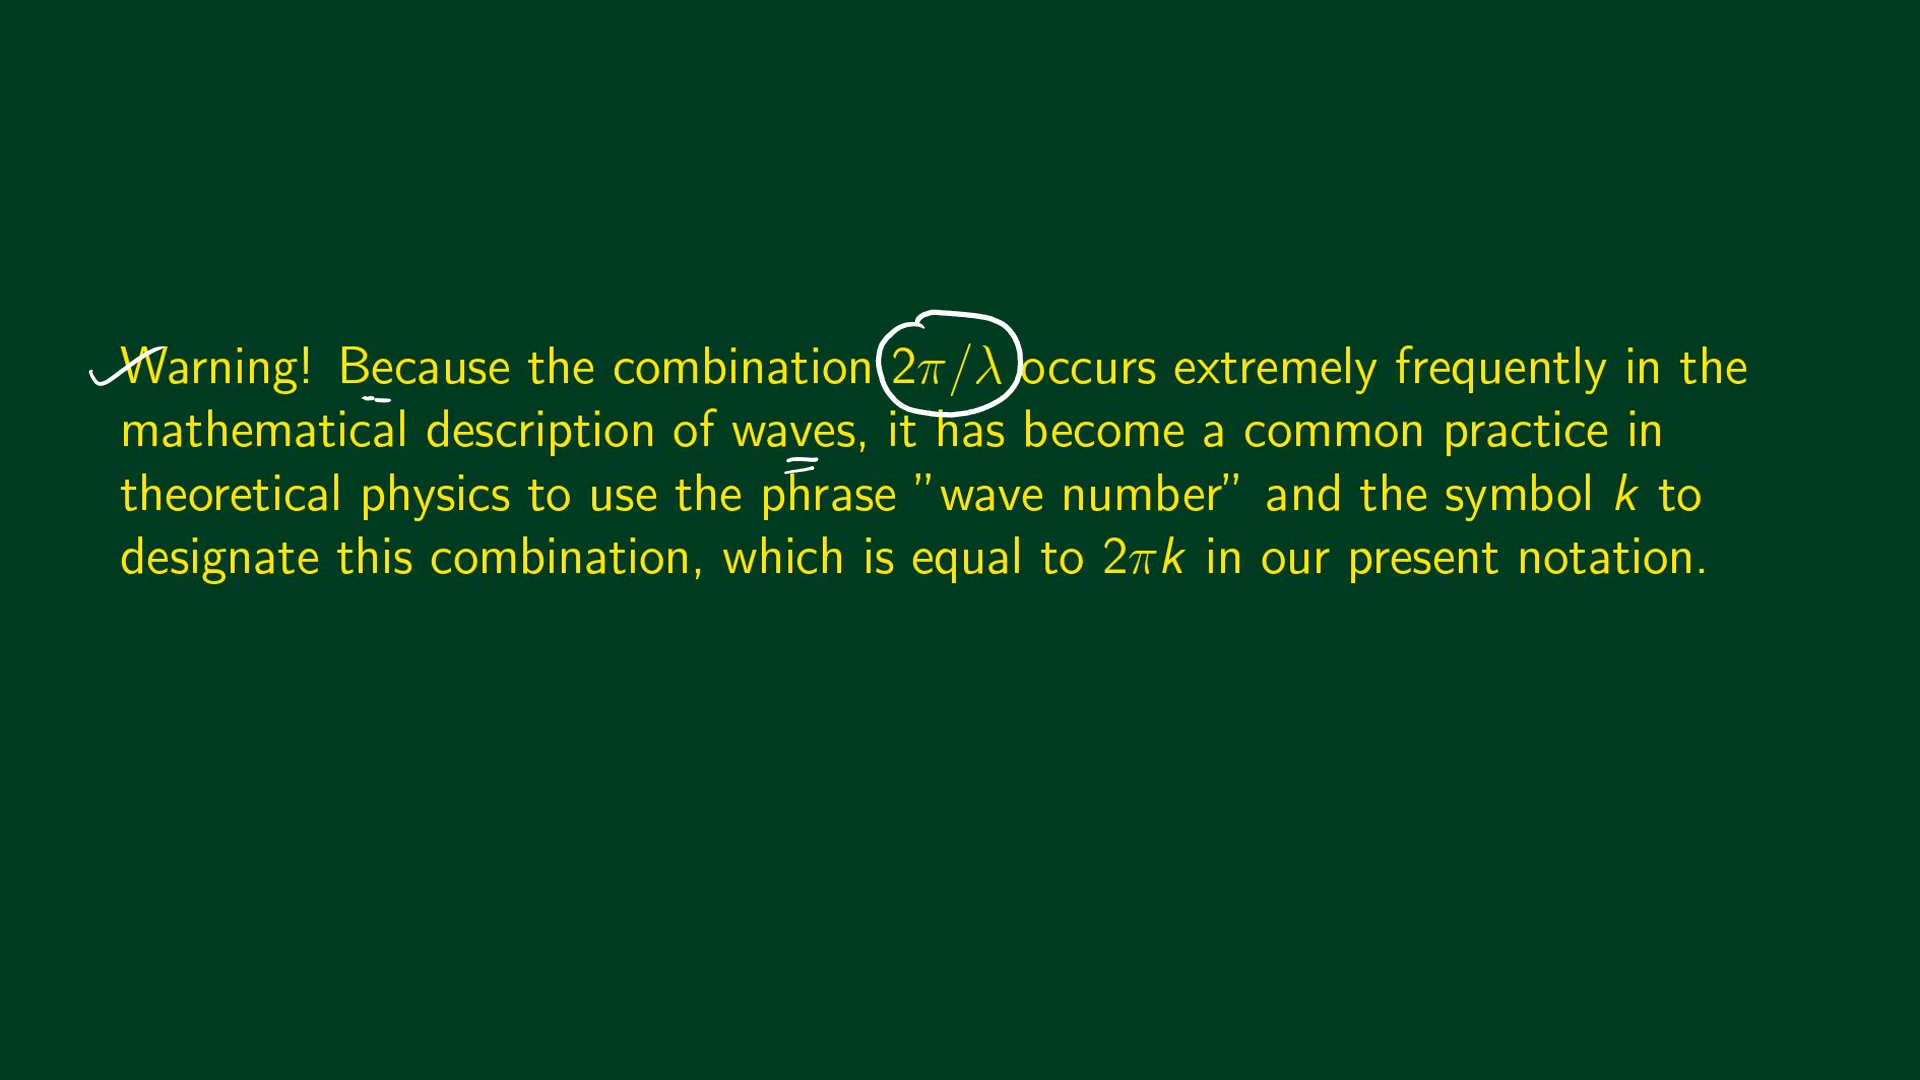 Warning! Because the combination 2π/λ occurs extremely frequently in the
mathematical description of waves, it has become a common practice in
theoretical physics to use the phrase ”wave number” and the symbol k to
designate this combination, which is equal to 2πk in our present notation.